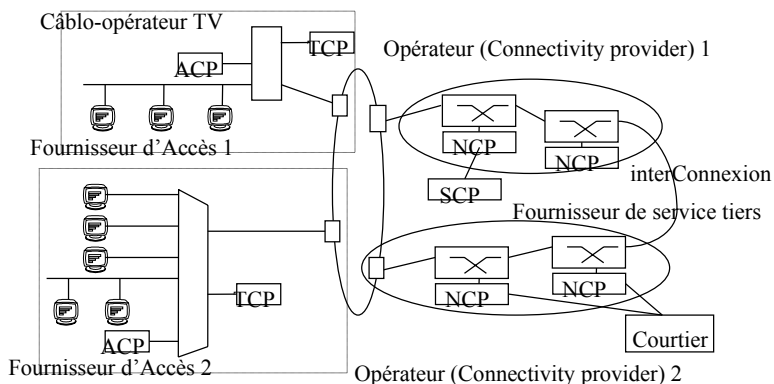 Câblo-opérateur TV
TCP
ACP
Fournisseur d'Accès 1
Opérateur (Connectivity provider) 1
NCP
NCP
SCP
interConnexion
Fournisseur de service tiers
TCP
ACP
Fournisseur d'Accès 2
NCP
NCP
Courtier
Opérateur (Connectivity provider) 2